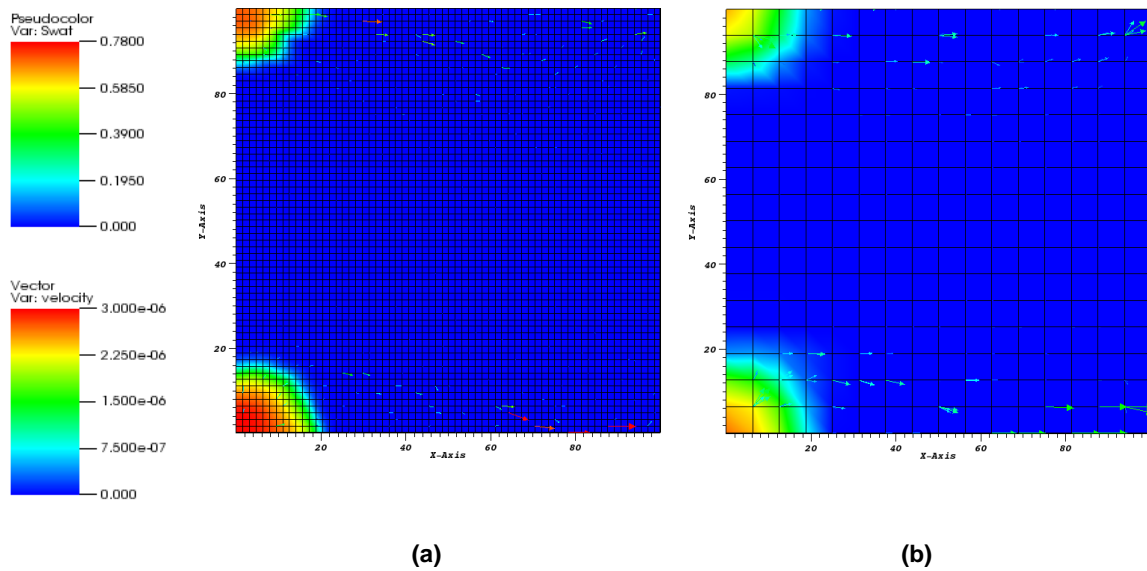 Pseudocolor
Var: Swat
0.7800
0.5850
0.3900
0.1950
0.000
Vector
Var: velocity
3.000e-06
2.250e-06
1.500e-06
7.500e-07
0.000
80
60
40
20
Y-Axis
20 40 60 80
X-Axis
(a)
80
60
40
20
Y-Axis
20 40 60 80
X-Axis
(b)